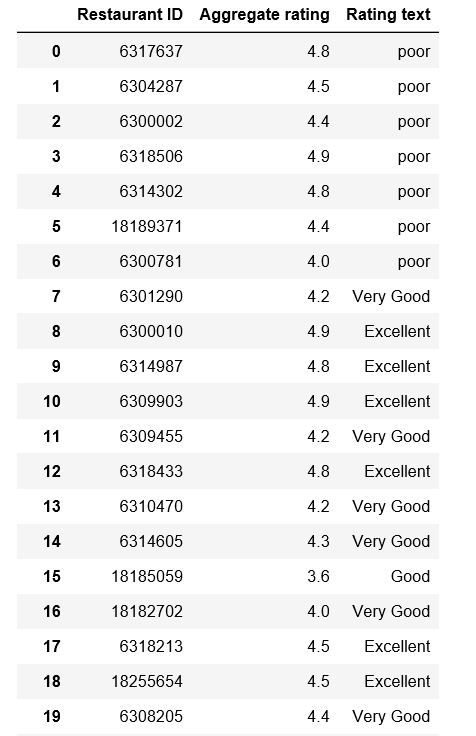 Restaurant ID Aggregate rating Rating text
0 6317637 4.8 poor
1 6304287 4.5 poor
2 6300002 4.4 poor
3 6318506 4.9 poor
4 6314302 4.8 poor
5 18189371 4.4 poor
6 6300781 4.0 poor
7 6301290 4.2 Very Good
8 6300010 4.9 Excellent
9 6314987 4.8 Excellent
10 6309903 4.9 Excellent
11 6309455 4.2 Very Good
12 6318433 4.8 Excellent
13 6310470 4.2 Very Good
14 6314605 4.3 Very Good
15 18185059 3.6 Good
16 18182702 4.0 Very Good
17 6318213 4.5 Excellent
18 18255654 4.5 Excellent
19 6308205 4.4 Very Good